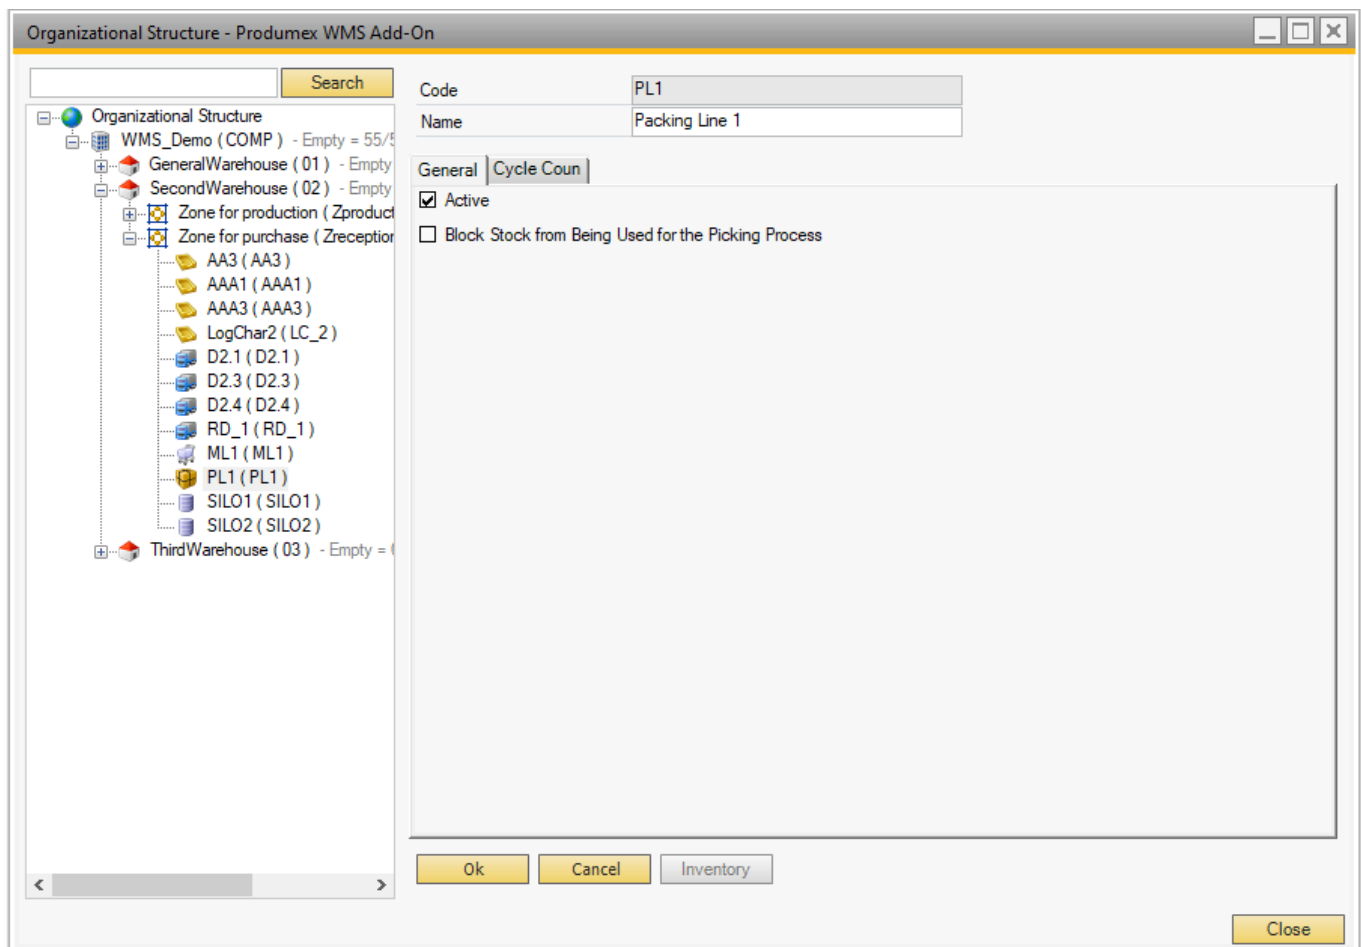 Organizational Structure - Produmex WMS Add-On
Search
Organizational Structure
WMS_Demo ( COMP ) - Empty = 55/5
GeneralWarehouse ( 01 ) - Empty
SecondWarehouse ( 02 ) - Empty
Zone for production ( Zproduct
Zone for purchase ( Zreception
AA3 ( AA3 )
AAA1 ( AAA1 )
AAA3 ( AAA3 )
LogChar2 ( LC_2 )
D2.1 ( D2.1 )
D2.3 ( D2.3 )
D2.4 ( D2.4 )
RD_1 ( RD_1 )
ML1 ( ML1 )
PL1 ( PL1 )
SILO1 ( SILO1 )
SILO2 ( SILO2 )
ThirdWarehouse ( 03 ) - Empty =
Code PL1
Name Packing Line 1
General Cycle Coun
Active
Block Stock from Being Used for the Picking Process
Ok Cancel Inventory
Close